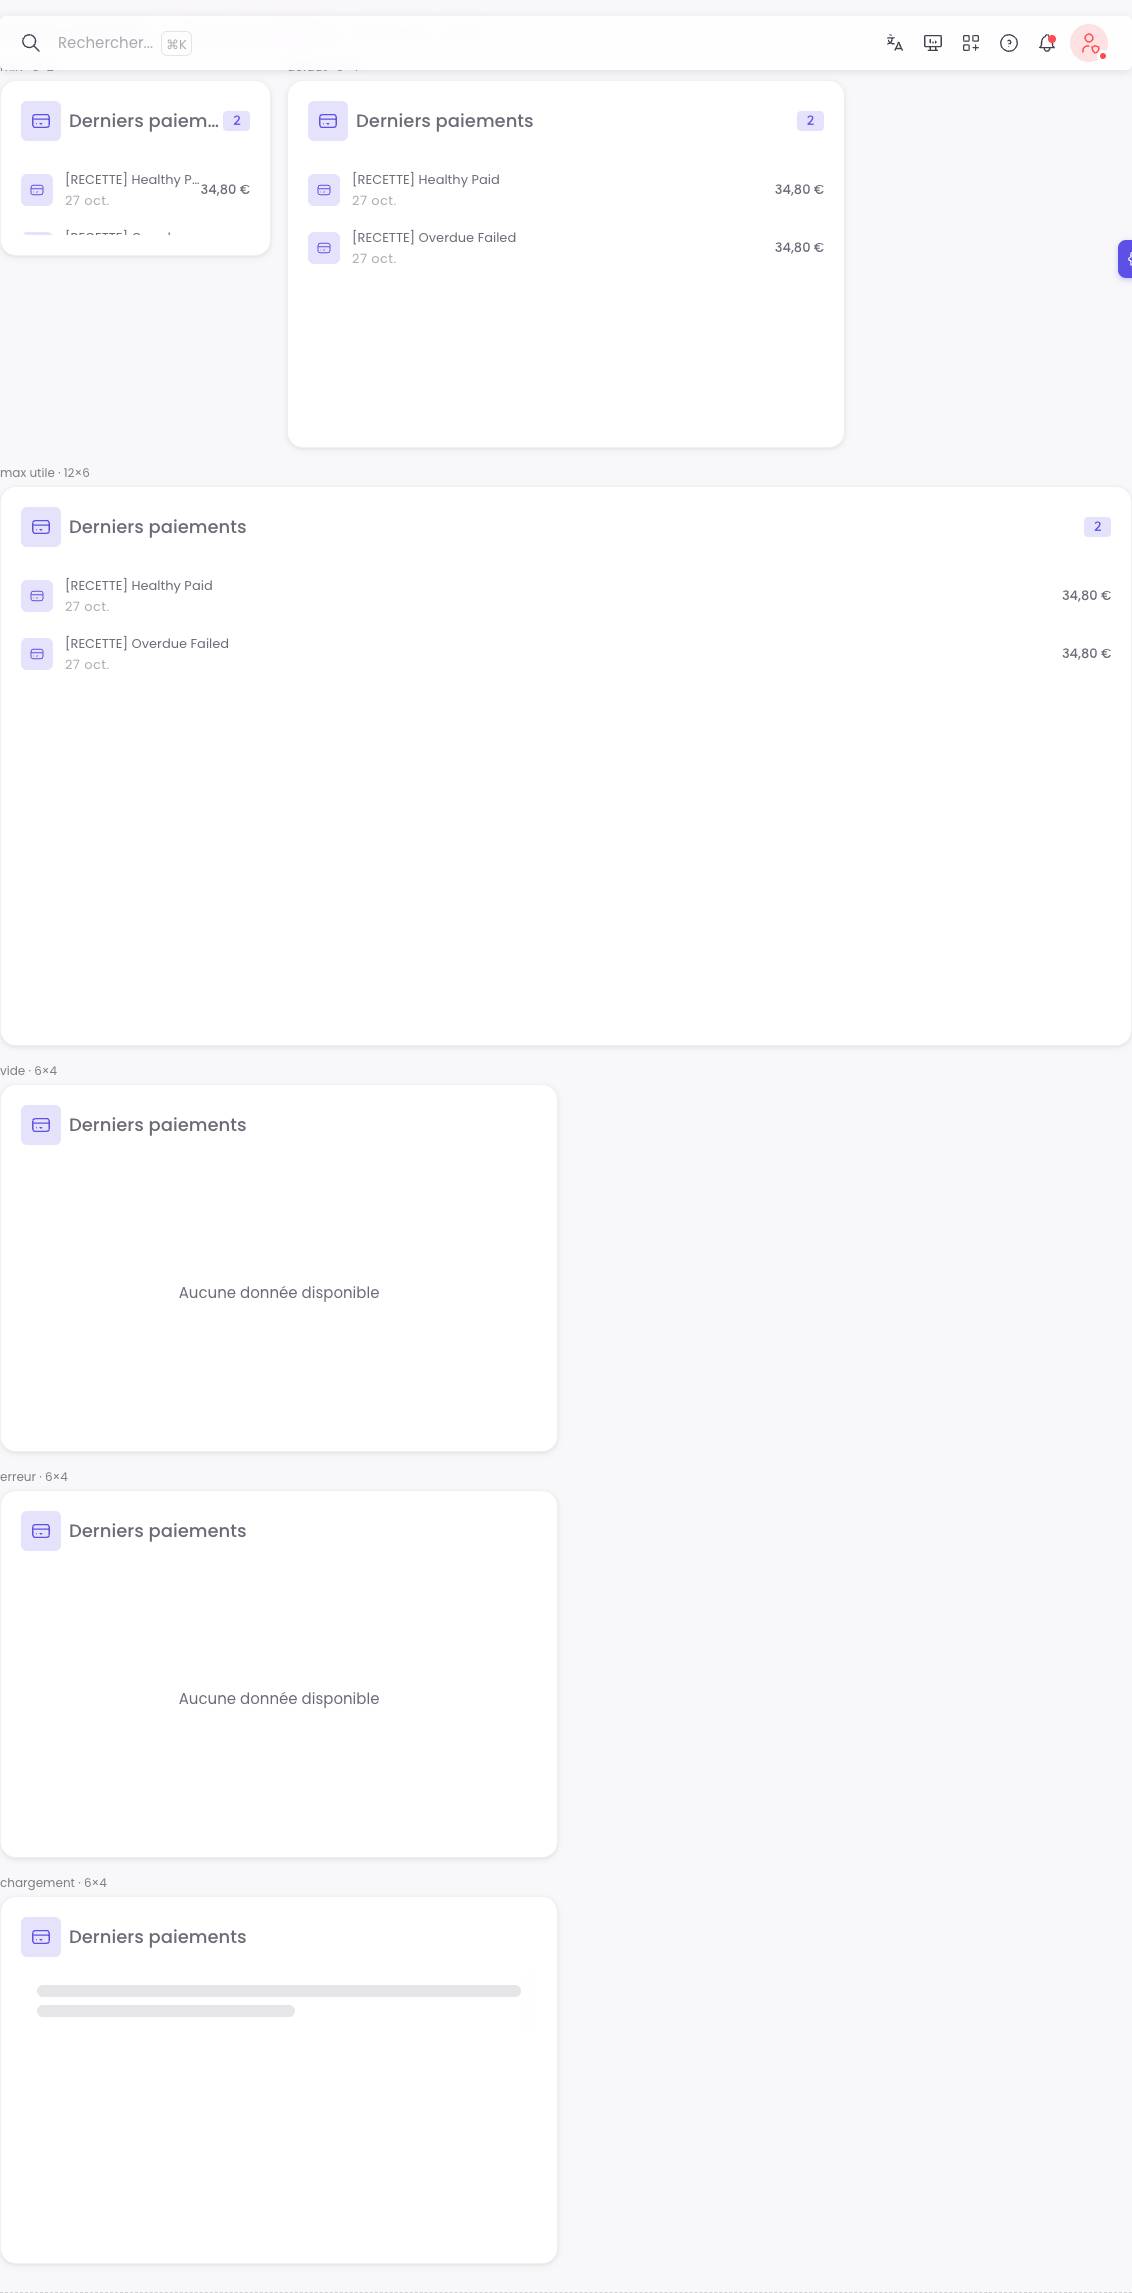 Rechercher... ⌘K
Derniers paiem... 2
[RECETTE] Healthy P... 34,80 €
27 oct.
Derniers paiements 2
[RECETTE] Healthy Paid 34,80 €
27 oct.
[RECETTE] Overdue Failed 34,80 €
27 oct.
max utile · 12×6
Derniers paiements 2
[RECETTE] Healthy Paid 34,80 €
27 oct.
[RECETTE] Overdue Failed 34,80 €
27 oct.
vide · 6×4
Derniers paiements
Aucune donnée disponible
erreur · 6×4
Derniers paiements
Aucune donnée disponible
chargement · 6×4
Derniers paiements